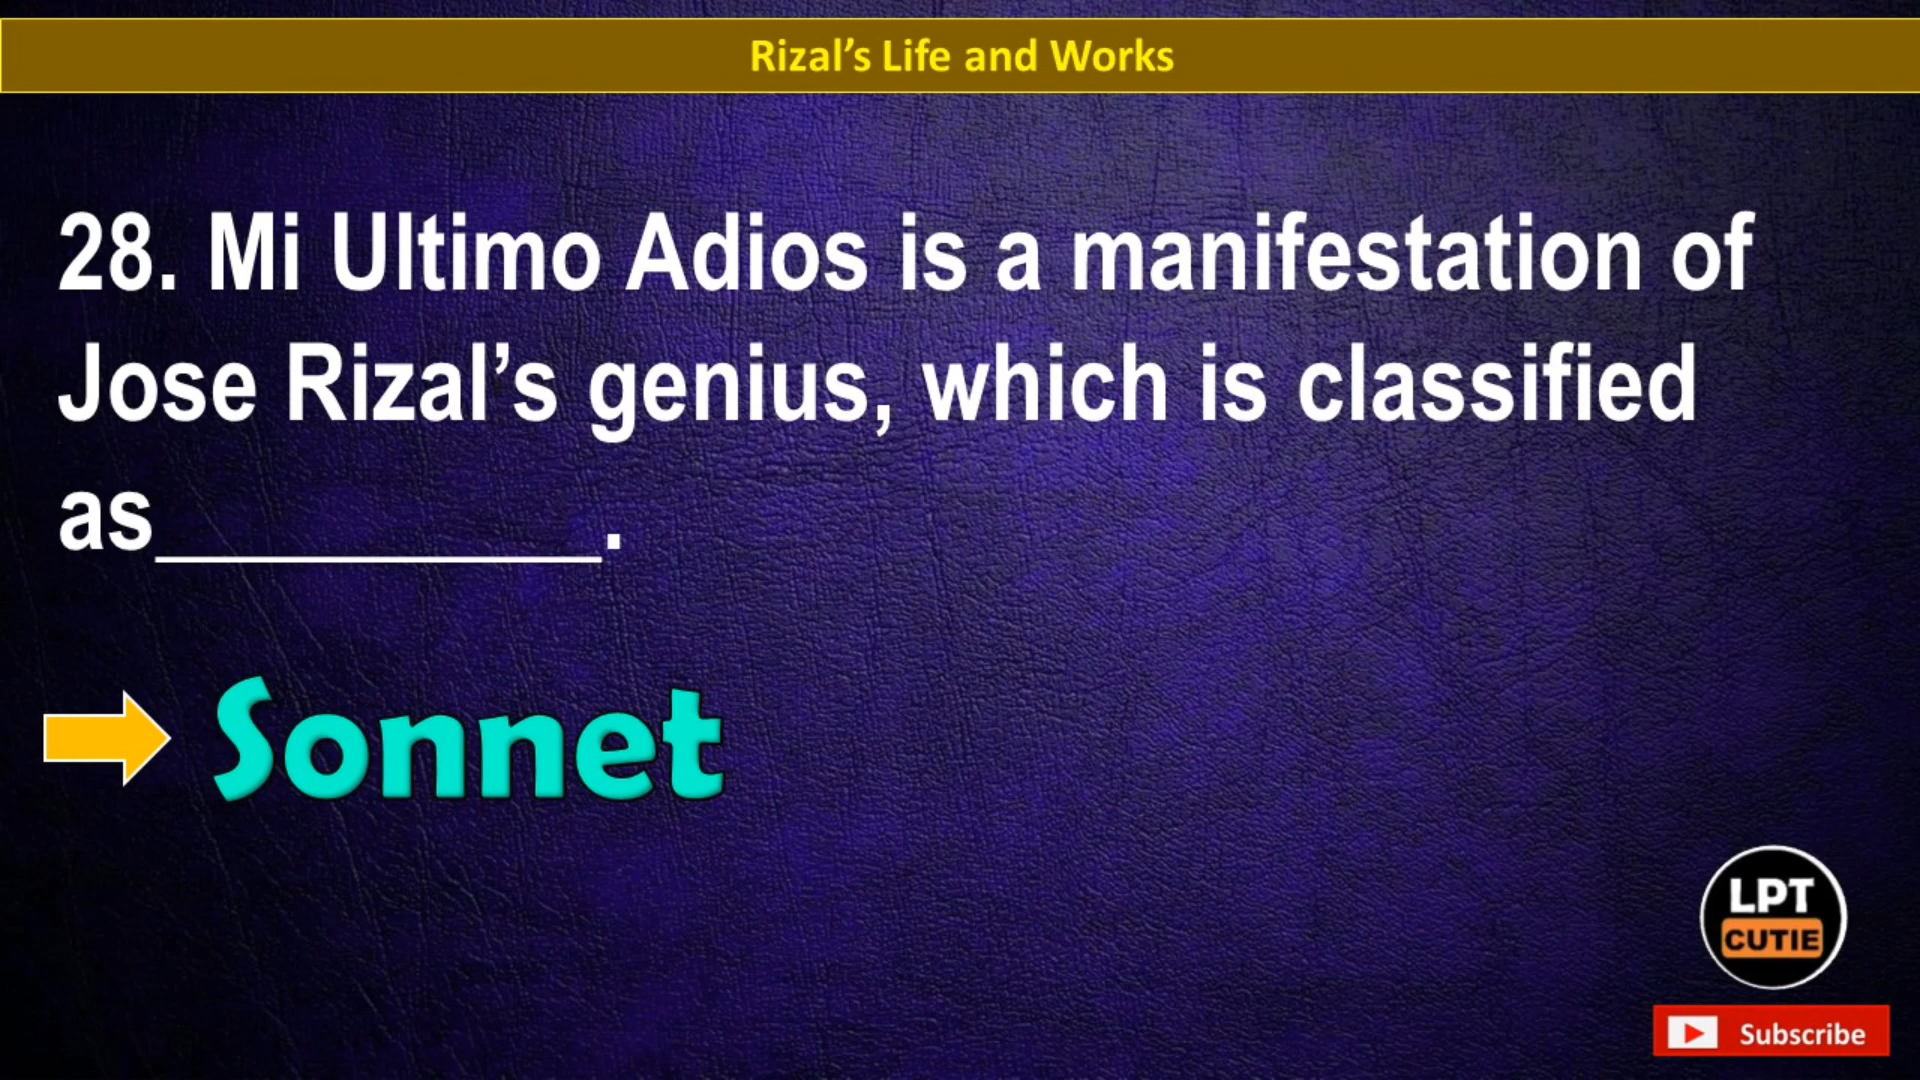 Rizal’s Life and Works
28. Mi Ultimo Adios is a manifestation of
Jose Rizal’s genius, which is classified
as__________.
Sonnet
LPT
CUTIE
Subscribe